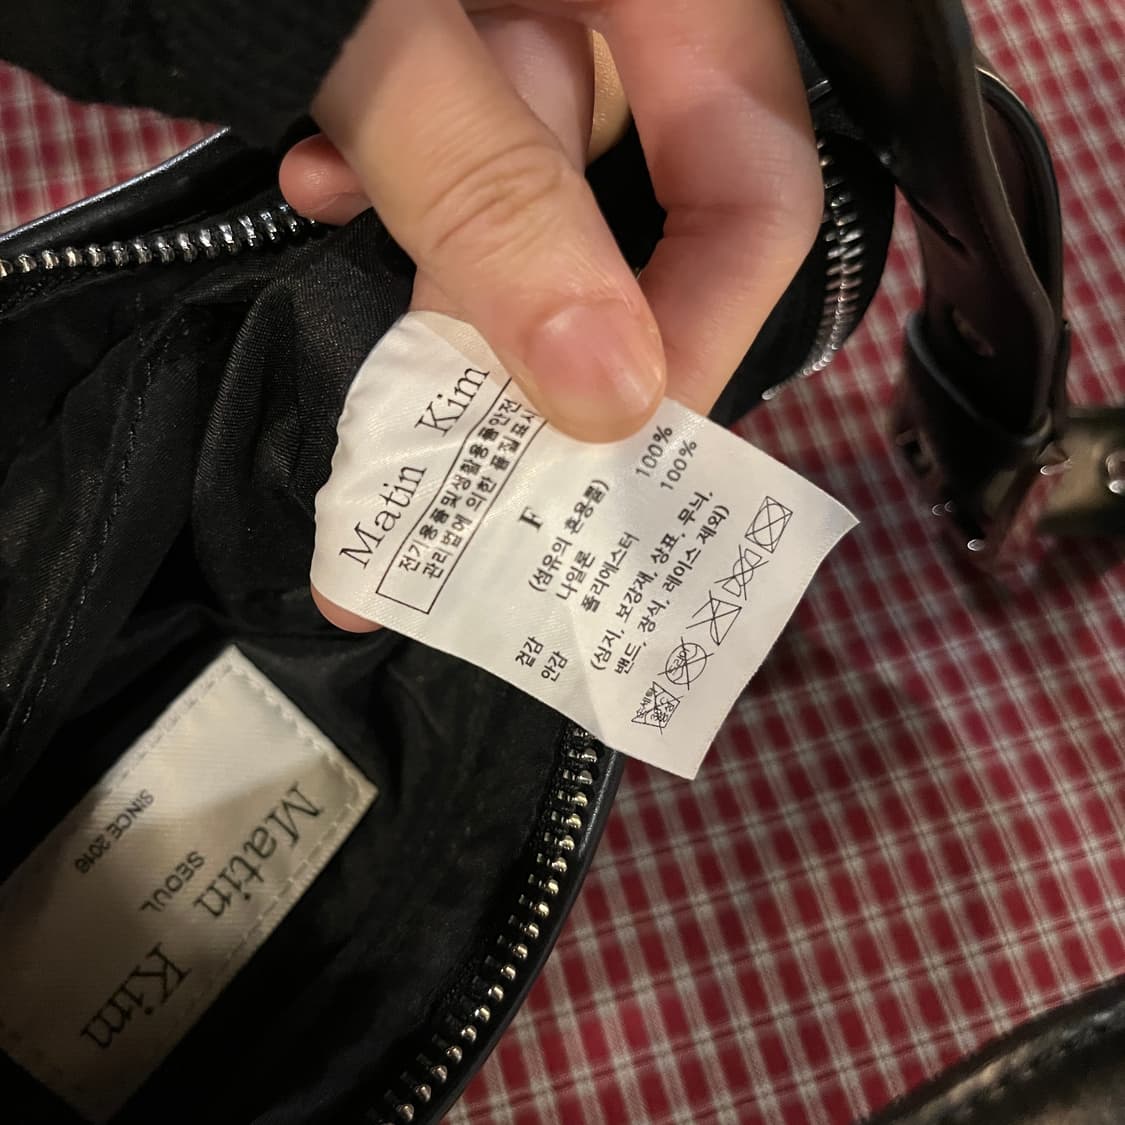 Matin Kim
전기용품및생활용품안전
관리법에 의한 품질표시
F
(섬유의 혼용률)
겉감 나일론 100%
안감 폴리에스터 100%
(심지, 보강재, 상표, 무늬,
밴드, 장식, 레이스 제외)
Matin Kim
SEOUL
SINCE 2018